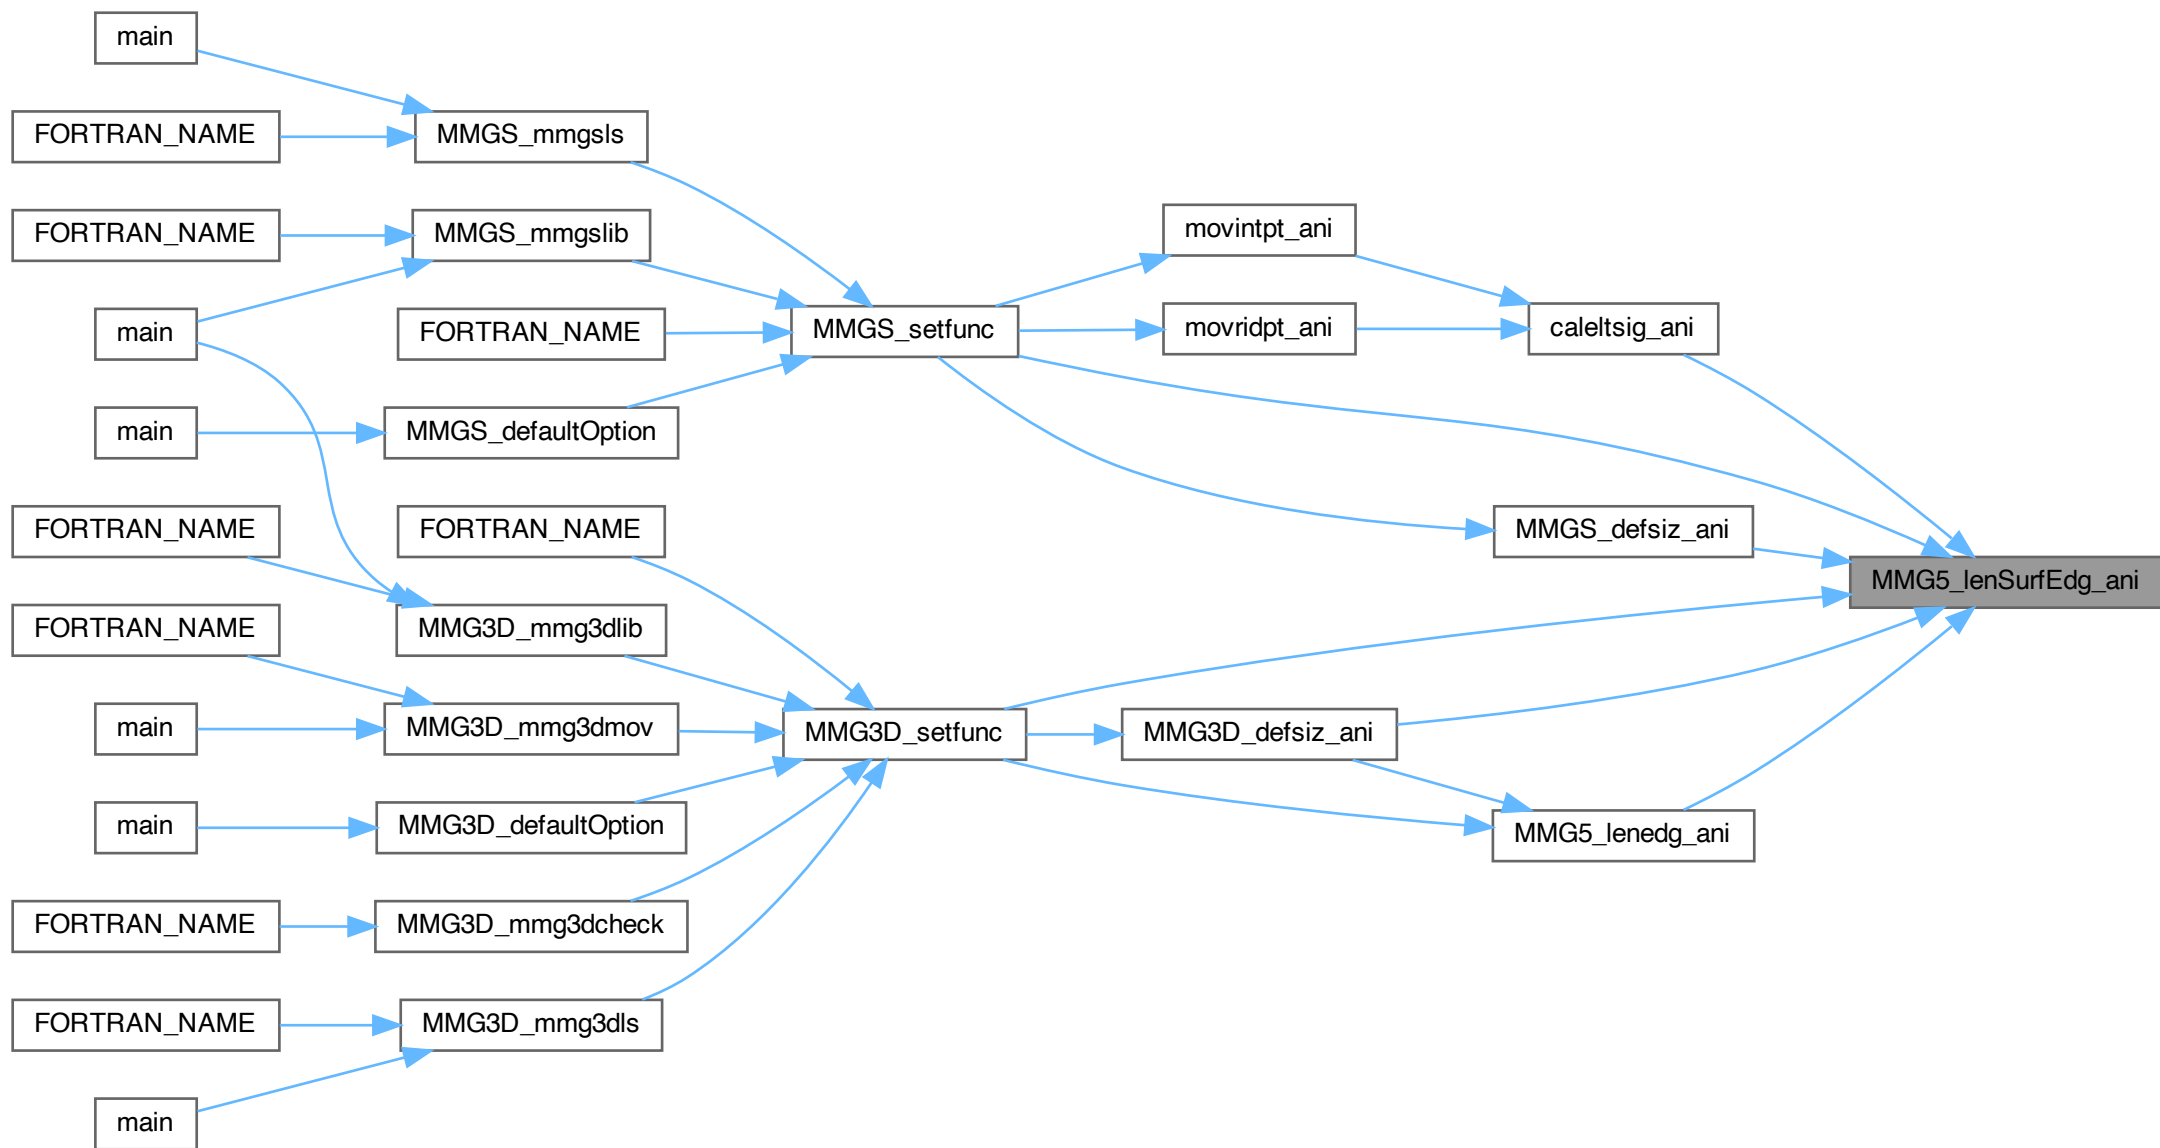 main
FORTRAN_NAME
MMGS_mmgsls
FORTRAN_NAME
MMGS_mmgslib
movintpt_ani
main
FORTRAN_NAME
MMGS_setfunc
movridpt_ani
caleltsig_ani
main
MMGS_defaultOption
FORTRAN_NAME
FORTRAN_NAME
MMGS_defsiz_ani
MMG5_lenSurfEdg_ani
FORTRAN_NAME
MMG3D_mmg3dlib
main
MMG3D_mmg3dmov
MMG3D_setfunc
MMG3D_defsiz_ani
main
MMG3D_defaultOption
MMG5_lenedg_ani
FORTRAN_NAME
MMG3D_mmg3dcheck
FORTRAN_NAME
MMG3D_mmg3dls
main